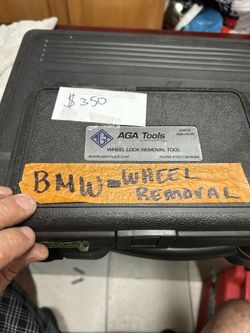 $350
AGA Tools
WHEEL LOCK REMOVAL TOOL
BMW = WHEEL
REMOVAL